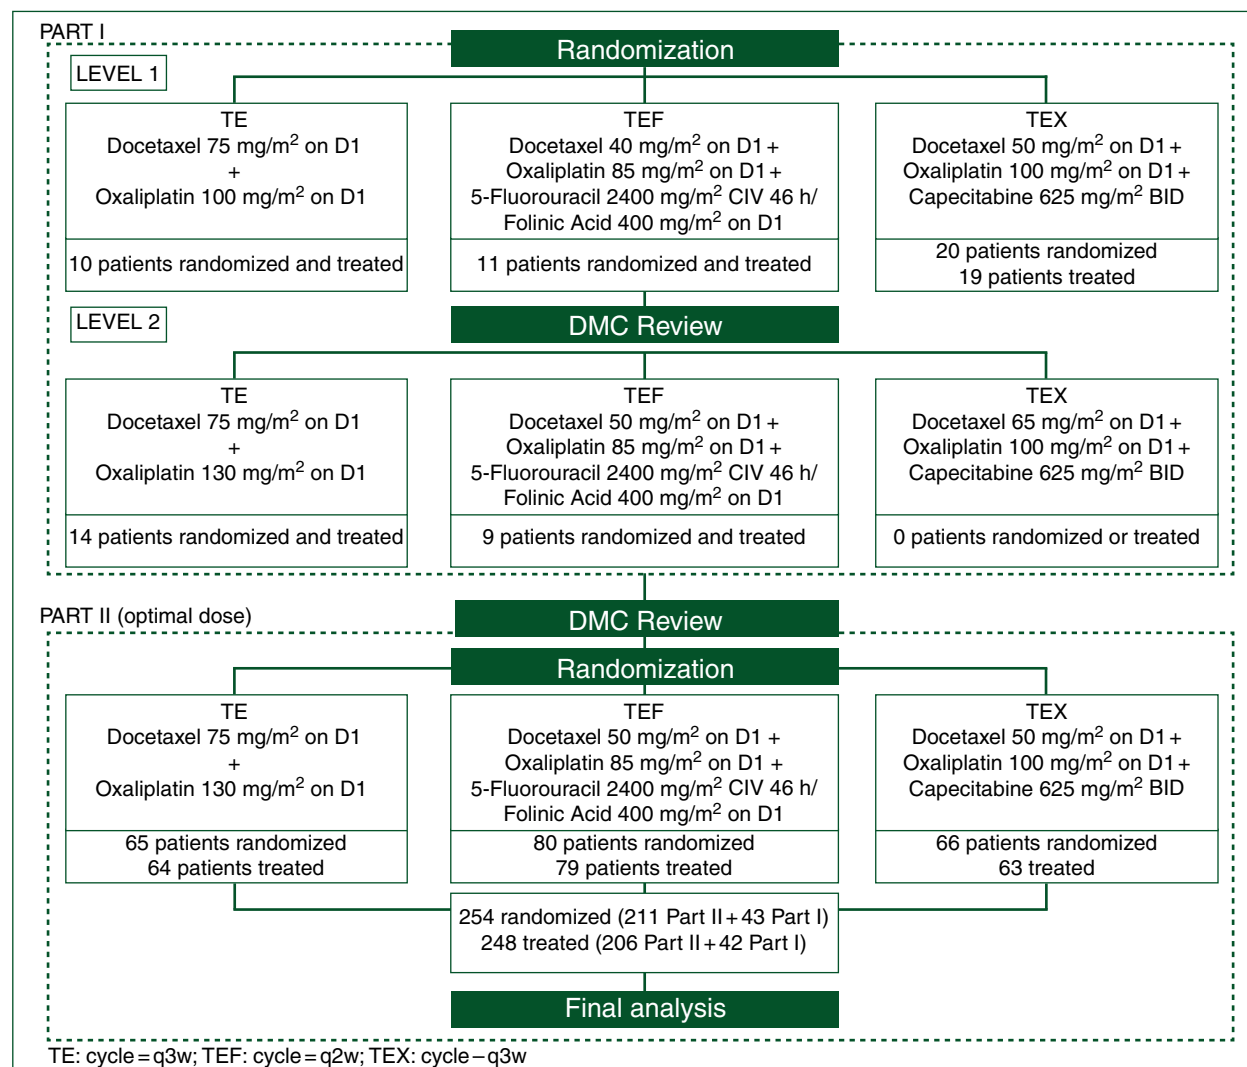 PART I
Randomization
LEVEL 1
TE
Docetaxel 75 mg/m² on D1
+
Oxaliplatin 100 mg/m² on D1
10 patients randomized and treated
TEF
Docetaxel 40 mg/m² on D1 +
Oxaliplatin 85 mg/m² on D1 +
5-Fluorouracil 2400 mg/m² CIV 46 h/
Folinic Acid 400 mg/m² on D1
11 patients randomized and treated
TEX
Docetaxel 50 mg/m² on D1 +
Oxaliplatin 100 mg/m² on D1 +
Capecitabine 625 mg/m² BID
20 patients randomized
19 patients treated
LEVEL 2
DMC Review
TE
Docetaxel 75 mg/m² on D1
+
Oxaliplatin 130 mg/m² on D1
14 patients randomized and treated
TEF
Docetaxel 50 mg/m² on D1 +
Oxaliplatin 85 mg/m² on D1 +
5-Fluorouracil 2400 mg/m² CIV 46 h/
Folinic Acid 400 mg/m² on D1
9 patients randomized and treated
TEX
Docetaxel 65 mg/m² on D1 +
Oxaliplatin 100 mg/m² on D1 +
Capecitabine 625 mg/m² BID
0 patients randomized or treated
PART II (optimal dose)
DMC Review
Randomization
TE
Docetaxel 75 mg/m² on D1
+
Oxaliplatin 130 mg/m² on D1
65 patients randomized
64 patients treated
TEF
Docetaxel 50 mg/m² on D1 +
Oxaliplatin 85 mg/m² on D1 +
5-Fluorouracil 2400 mg/m² CIV 46 h/
Folinic Acid 400 mg/m² on D1
80 patients randomized
79 patients treated
TEX
Docetaxel 50 mg/m² on D1 +
Oxaliplatin 100 mg/m² on D1 +
Capecitabine 625 mg/m² BID
66 patients randomized
63 treated
254 randomized (211 Part II + 43 Part I)
248 treated (206 Part II + 42 Part I)
Final analysis
TE: cycle = q3w; TEF: cycle = q2w; TEX: cycle – q3w